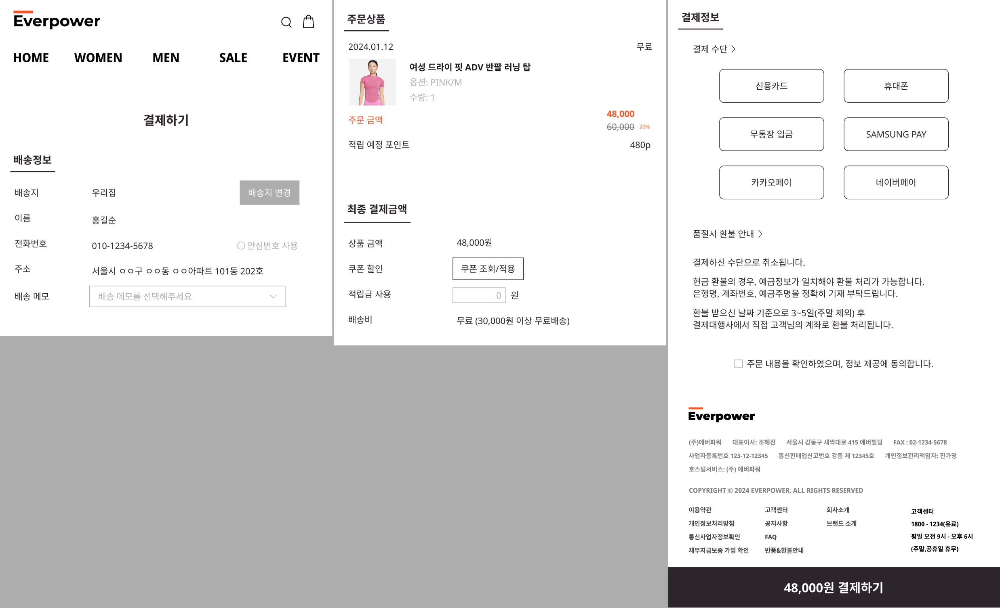 Everpower
HOME WOMEN MEN SALE EVENT
결제하기
배송정보
배송지 우리집 배송지 변경
이름 홍길순
전화번호 010-1234-5678 안심번호 사용
주소 서울시 ㅇㅇ구 ㅇㅇ동 ㅇㅇ아파트 101동 202호
배송 메모 배송 메모를 선택해주세요
주문상품
2024.01.12 무료
여성 드라이 핏 ADV 반팔 러닝 탑
옵션: PINK/M
수량: 1
주문 금액 48,000
60,000 20%
적립 예정 포인트 480p
최종 결제금액
상품 금액 48,000원
쿠폰 할인 쿠폰 조회/적용
적립금 사용 0 원
배송비 무료 (30,000원 이상 무료배송)
결제정보
결제 수단
신용카드 휴대폰
무통장 입금 SAMSUNG PAY
카카오페이 네이버페이
품절시 환불 안내
결제하신 수단으로 취소됩니다.
현금 환불의 경우, 예금정보가 일치해야 환불 처리가 가능합니다.
은행명, 계좌번호, 예금주명을 정확히 기재 부탁드립니다.
환불 받으신 날짜 기준으로 3~5일(주말 제외) 후
결제대행사에서 직접 고객님의 계좌로 환불 처리됩니다.
주문 내용을 확인하였으며, 정보 제공에 동의합니다.
Everpower
(주)에버파워 대표이사: 조혜진 서울시 강동구 새싹대로 415 에버빌딩 FAX : 02-1234-5678
사업자등록번호 123-12-12345 통신판매업신고번호 강동 제 12345호 개인정보관리책임자: 진가영
호스팅서비스: (주) 에버파워
COPYRIGHT © 2024 EVERPOWER. ALL RIGHTS RESERVED
이용약관 고객센터 회사소개 고객센터
개인정보처리방침 공지사항 브랜드 소개 1800 - 1234(유료)
통신사업자정보확인 FAQ 평일 오전 9시 - 오후 6시
채무지급보증 가입 확인 반품&환불안내 (주말,공휴일 휴무)
48,000원 결제하기